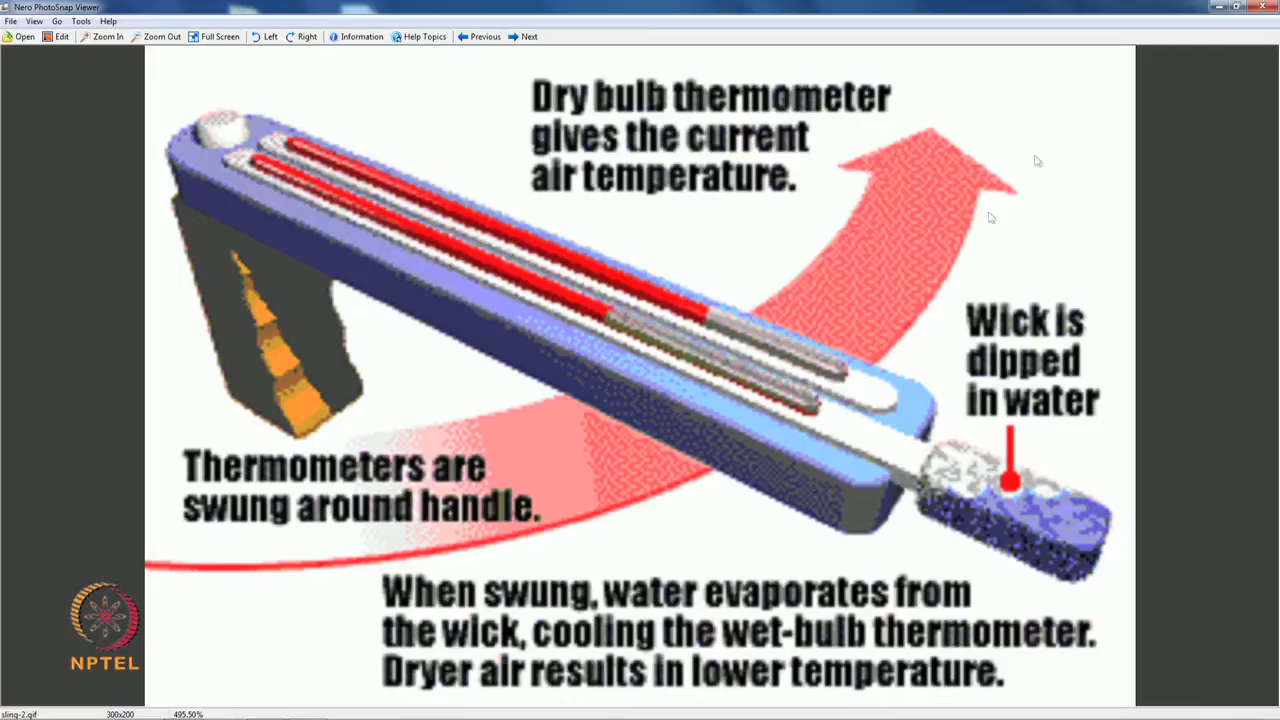 Nero PhotoSnap Viewer
File View Go Tools Help
Open Edit Zoom In Zoom Out Full Screen Left Right Information Help Topics Previous Next
Dry bulb thermometer
gives the current
air temperature.
Wick is
dipped
in water
Thermometers are
swung around handle.
When swung, water evaporates from
the wick, cooling the wet-bulb thermometer.
Dryer air results in lower temperature.
NPTEL
sling-2.gif 300x200 495.50%